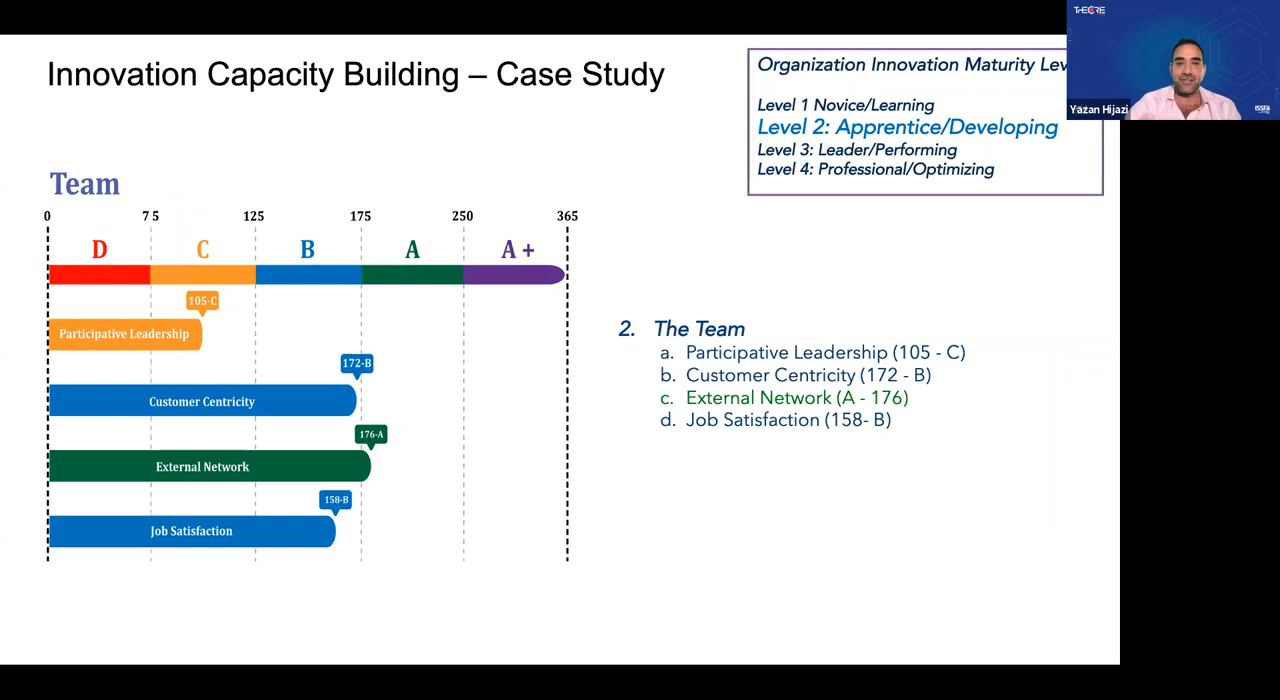 Innovation Capacity Building – Case Study
Organization Innovation Maturity Lev
Level 1 Novice/Learning
Level 2: Apprentice/Developing
Level 3: Leader/Performing
Level 4: Professional/Optimizing
THECORE
Yazan Hijazi
ISSFA
Team
0 75 125 175 250 365
D C B A A +
105-C
Participative Leadership
172-B
Customer Centricity
176-A
External Network
158-B
Job Satisfaction
2. The Team
a. Participative Leadership (105 - C)
b. Customer Centricity (172 - B)
c. External Network (A - 176)
d. Job Satisfaction (158- B)